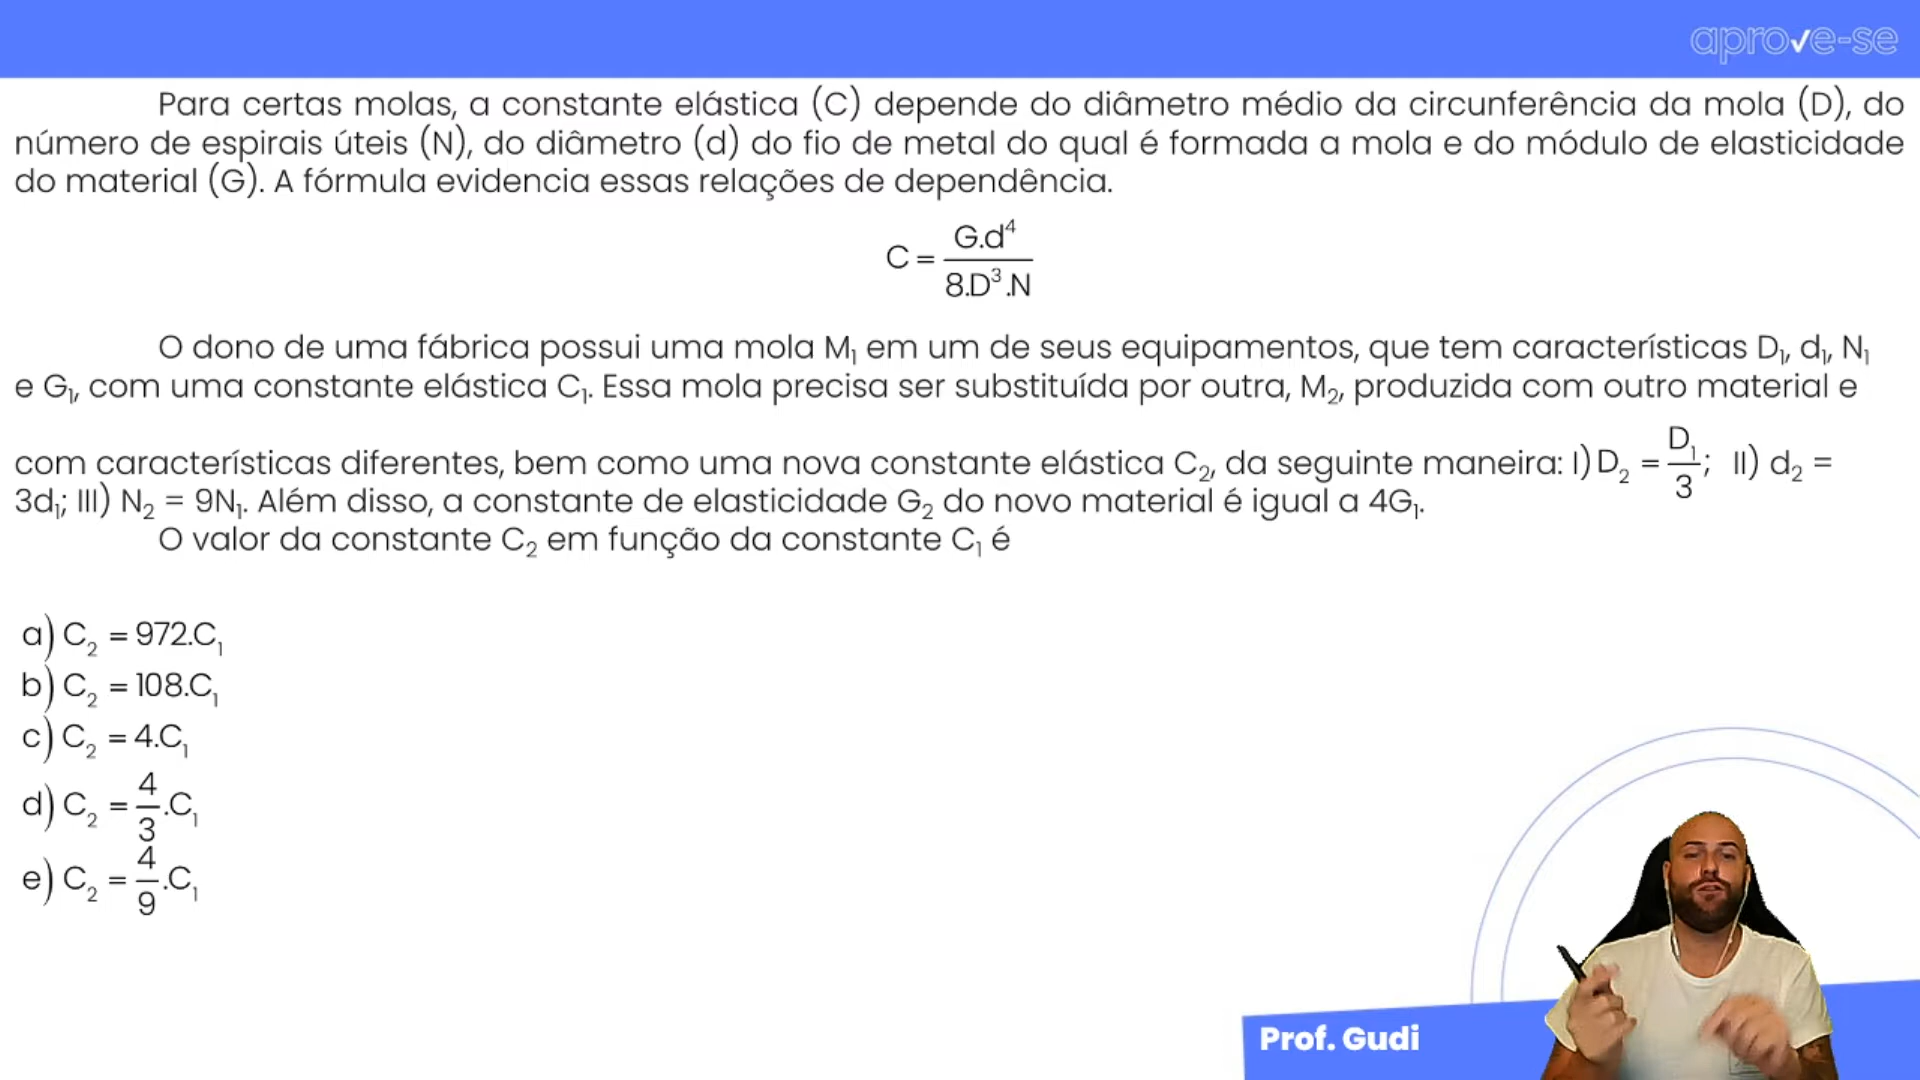 aprove-se
Para certas molas, a constante elástica (C) depende do diâmetro médio da circunferência da mola (D), do
número de espirais úteis (N), do diâmetro (d) do fio de metal do qual é formada a mola e do módulo de elasticidade
do material (G). A fórmula evidencia essas relações de dependência.
C = G.d⁴ / 8.D³.N
O dono de uma fábrica possui uma mola M₁ em um de seus equipamentos, que tem características D₁, d₁, N₁
e G₁, com uma constante elástica C₁. Essa mola precisa ser substituída por outra, M₂, produzida com outro material e
com características diferentes, bem como uma nova constante elástica C₂, da seguinte maneira: I) D₂ = D₁/3; II) d₂ =
3d₁; III) N₂ = 9N₁. Além disso, a constante de elasticidade G₂ do novo material é igual a 4G₁.
O valor da constante C₂ em função da constante C₁ é
a) C₂ = 972.C₁
b) C₂ = 108.C₁
c) C₂ = 4.C₁
d) C₂ = 4/3.C₁
e) C₂ = 4/9.C₁
Prof. Gudi